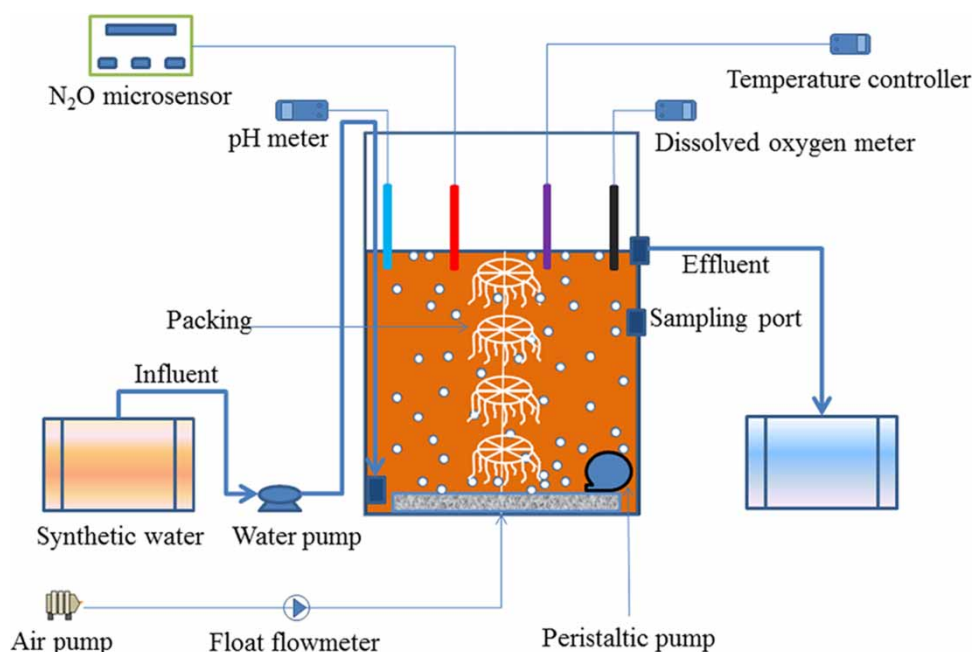 N₂O microsensor
Temperature controller
pH meter
Dissolved oxygen meter
Effluent
Packing
Sampling port
Influent
Synthetic water
Water pump
Air pump
Float flowmeter
Peristaltic pump